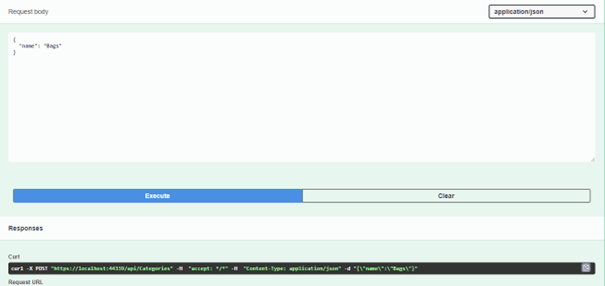 Request body
application/json
{
"name": "Bags"
}
Execute
Clear
Responses
Curl
curl -X POST "https://localhost:44319/api/Categories" -H "accept: */*" -H "Content-Type: application/json" -d "{\"name\":\"Bags\"}"
Request URL